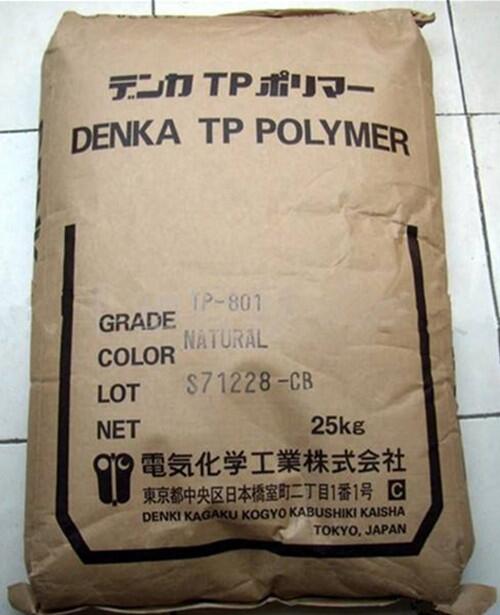 デンカ TP ポリマー
DENKA TP POLYMER
GRADE TP-801
COLOR NATURAL
LOT S71228-CB
NET 25kg
電気化学工業株式会社
東京都中央区日本橋室町二丁目1番1号 C
DENKI KAGAKU KOGYO KABUSHIKI KAISHA
TOKYO, JAPAN